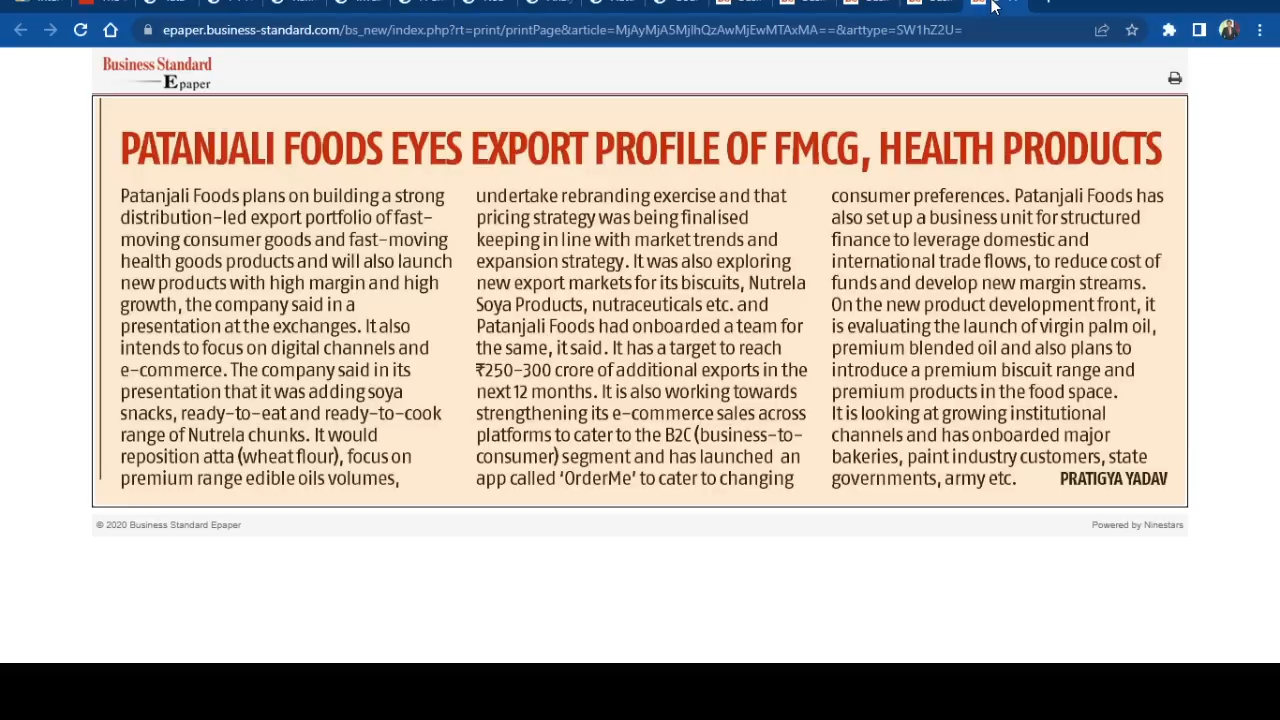 epaper.business-standard.com/bs_new/index.php?rt=print/printPage&article=MjAyMjA5MjlhQzAwMjEwMTAxMA==&arttype=SW1hZ2U=
Business Standard
Epaper
PATANJALI FOODS EYES EXPORT PROFILE OF FMCG, HEALTH PRODUCTS
Patanjali Foods plans on building a strong
distribution-led export portfolio of fast-
moving consumer goods and fast-moving
health goods products and will also launch
new products with high margin and high
growth, the company said in a
presentation at the exchanges. It also
intends to focus on digital channels and
e-commerce. The company said in its
presentation that it was adding soya
snacks, ready-to-eat and ready-to-cook
range of Nutrela chunks. It would
reposition atta (wheat flour), focus on
premium range edible oils volumes,
undertake rebranding exercise and that
pricing strategy was being finalised
keeping in line with market trends and
expansion strategy. It was also exploring
new export markets for its biscuits, Nutrela
Soya Products, nutraceuticals etc. and
Patanjali Foods had onboarded a team for
the same, it said. It has a target to reach
₹250-300 crore of additional exports in the
next 12 months. It is also working towards
strengthening its e-commerce sales across
platforms to cater to the B2C (business-to-
consumer) segment and has launched an
app called ‘OrderMe’ to cater to changing
consumer preferences. Patanjali Foods has
also set up a business unit for structured
finance to leverage domestic and
international trade flows, to reduce cost of
funds and develop new margin streams.
On the new product development front, it
is evaluating the launch of virgin palm oil,
premium blended oil and also plans to
introduce a premium biscuit range and
premium products in the food space.
It is looking at growing institutional
channels and has onboarded major
bakeries, paint industry customers, state
governments, army etc. PRATIGYA YADAV
© 2020 Business Standard Epaper
Powered by Ninestars